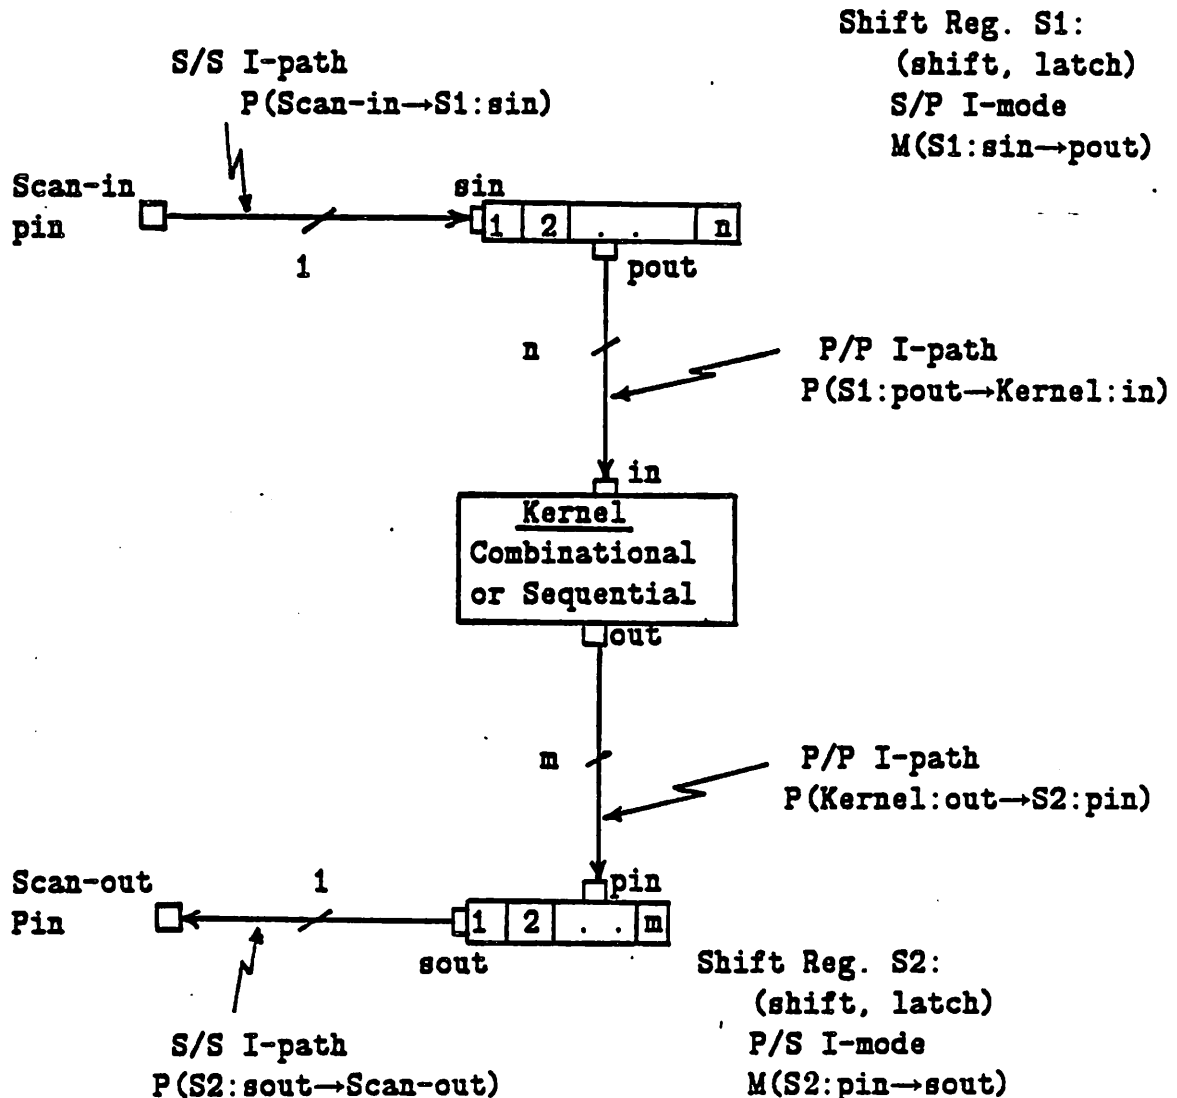 Shift Reg. S1:
(shift, latch)
S/P I-mode
M(S1:sin→pout)
S/S I-path
P(Scan-in→S1:sin)
Scan-in
pin
sin
1 2 . . n
1
pout
n
P/P I-path
P(S1:pout→Kernel:in)
in
Kernel
Combinational
or Sequential
out
m
P/P I-path
P(Kernel:out→S2:pin)
Scan-out
Pin
1
pin
1 2 . . m
sout
Shift Reg. S2:
(shift, latch)
P/S I-mode
M(S2:pin→sout)
S/S I-path
P(S2:sout→Scan-out)